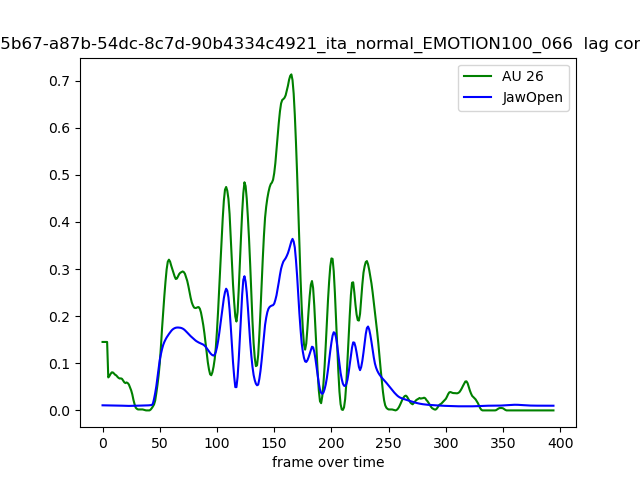 5b67-a87b-54dc-8c7d-90b4334c4921_ita_normal_EMOTION100_066 lag cor
AU 26
JawOpen
0.7
0.6
0.5
0.4
0.3
0.2
0.1
0.0
0 50 100 150 200 250 300 350 400
frame over time